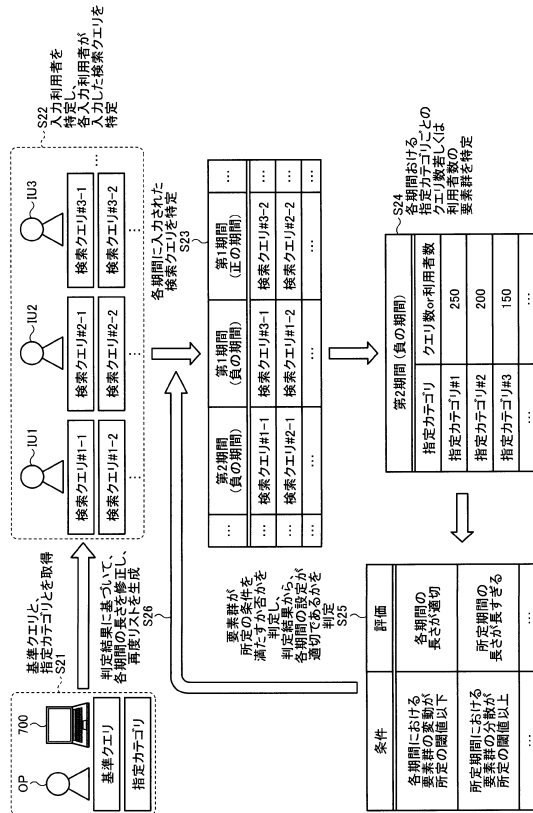 OP
700
基準クエリ
指定カテゴリ
基準クエリと、
指定カテゴリとを取得
S21
IU1
検索クエリ#1-1
検索クエリ#1-2
⋮
IU2
検索クエリ#2-1
検索クエリ#2-2
⋮
IU3
検索クエリ#3-1
検索クエリ#3-2
⋮
…
S22
入力利用者を
特定し、
各入力利用者が
入力した検索クエリを
特定
各期間に入力された
検索クエリを特定
S23
… 第2期間(負の期間) 第1期間(負の期間) 第1期間(正の期間) …
… 検索クエリ#1-1 検索クエリ#3-1 検索クエリ#3-2 …
… 検索クエリ#2-1 検索クエリ#1-2 検索クエリ#2-2 …
… … … … …
S24
各期間おける
指定カテゴリごとの
クエリ数若しくは
利用者数の
要素群を特定
第2期間(負の期間)
指定カテゴリ クエリ数or利用者数
指定カテゴリ#1 250
指定カテゴリ#2 200
指定カテゴリ#3 150
… …
要素群が
所定の条件を
満たすか否かを
判定し、
判定結果から、
各期間の設定が
適切であるかを
判定
S25
条件 評価
各期間における要素群の変動が所定の閾値以下 各期間の長さが適切
所定期間における要素群の分散が所定の閾値以上 所定期間の長さが長すぎる
… …
判定結果に基づいて、
各期間の長さを修正し、
再度リストを生成
S26